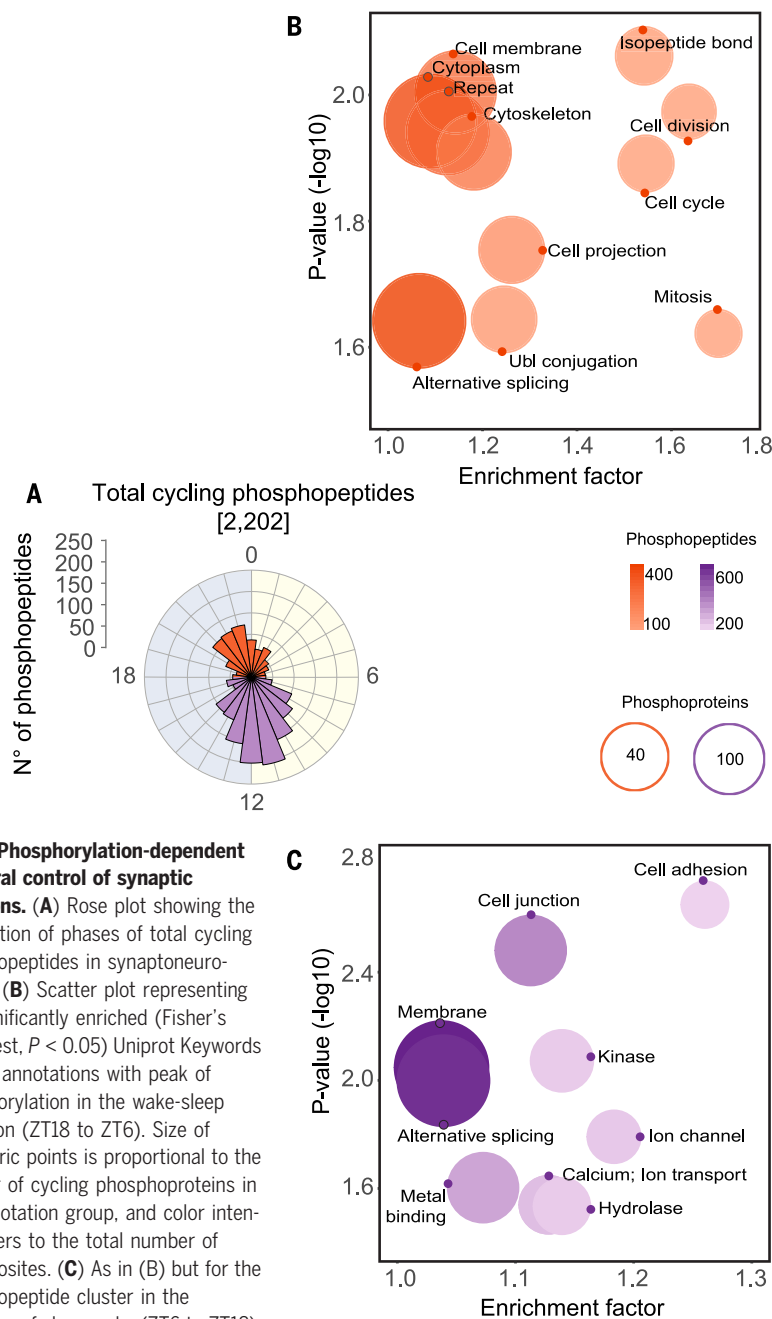 B
P-value (-log10)
2.0
1.8
1.6
Cell membrane
Cytoplasm
Repeat
Cytoskeleton
Isopeptide bond
Cell division
Cell cycle
Cell projection
Mitosis
Ubl conjugation
Alternative splicing
1.0 1.2 1.4 1.6 1.8
Enrichment factor
A Total cycling phosphopeptides
[2,202]
N° of phosphopeptides
250
200
150
100
50
0
0
18 6
12
Phosphopeptides
400 600
100 200
Phosphoproteins
40 100
Phosphorylation-dependent
al control of synaptic
ns. (A) Rose plot showing the
tion of phases of total cycling
opeptides in synaptoneuro-
(B) Scatter plot representing
nificantly enriched (Fisher's
est, P < 0.05) Uniprot Keywords
annotations with peak of
orylation in the wake-sleep
on (ZT18 to ZT6). Size of
ric points is proportional to the
of cycling phosphoproteins in
notation group, and color inten-
ers to the total number of
osites. (C) As in (B) but for the
opeptide cluster in the
C
P-value (-log10)
2.8
2.4
2.0
1.6
Cell adhesion
Cell junction
Membrane
Kinase
Alternative splicing
Ion channel
Calcium; Ion transport
Metal
binding
Hydrolase
1.0 1.1 1.2 1.3
Enrichment factor